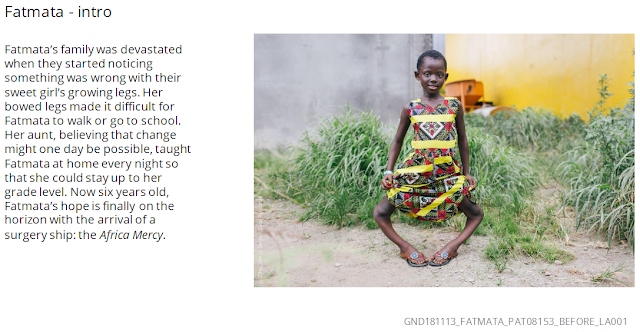 Fatmata - intro
Fatmata's family was devastated
when they started noticing
something was wrong with their
sweet girl's growing legs. Her
bowed legs made it difficult for
Fatmata to walk or go to school.
Her aunt, believing that change
might one day be possible, taught
Fatmata at home every night so
that she could stay up to her
grade level. Now six years old,
Fatmata's hope is finally on the
horizon with the arrival of a
surgery ship: the Africa Mercy.
GND181113_FATMATA_PAT08153_BEFORE_LA001